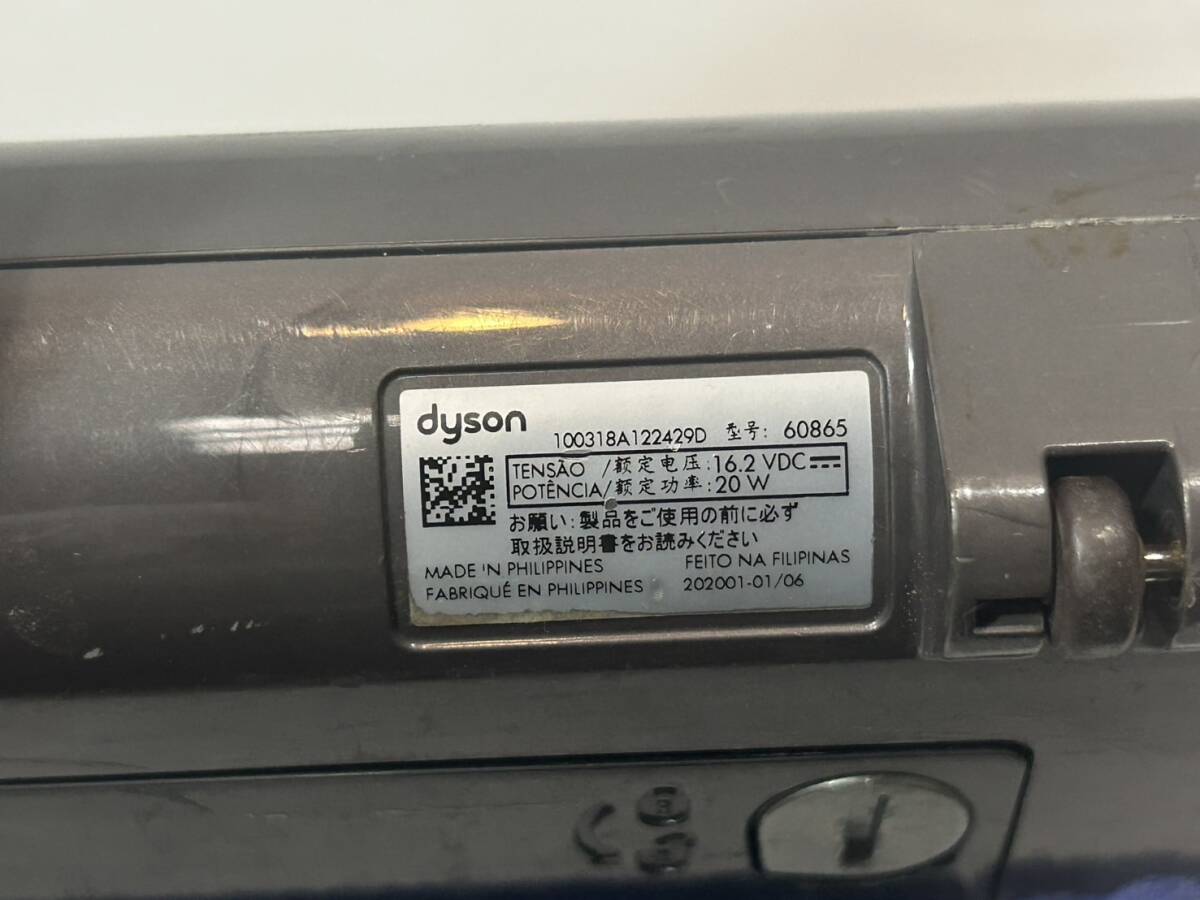 dyson
100318A122429D 型号: 60865
TENSÃO /额定电压:16.2 VDC
POTÊNCIA/额定功率:20 W
お願い:製品をご使用の前に必ず
取扱説明書をお読みください
MADE IN PHILIPPINES FEITO NA FILIPINAS
FABRIQUÉ EN PHILIPPINES 202001-01/06